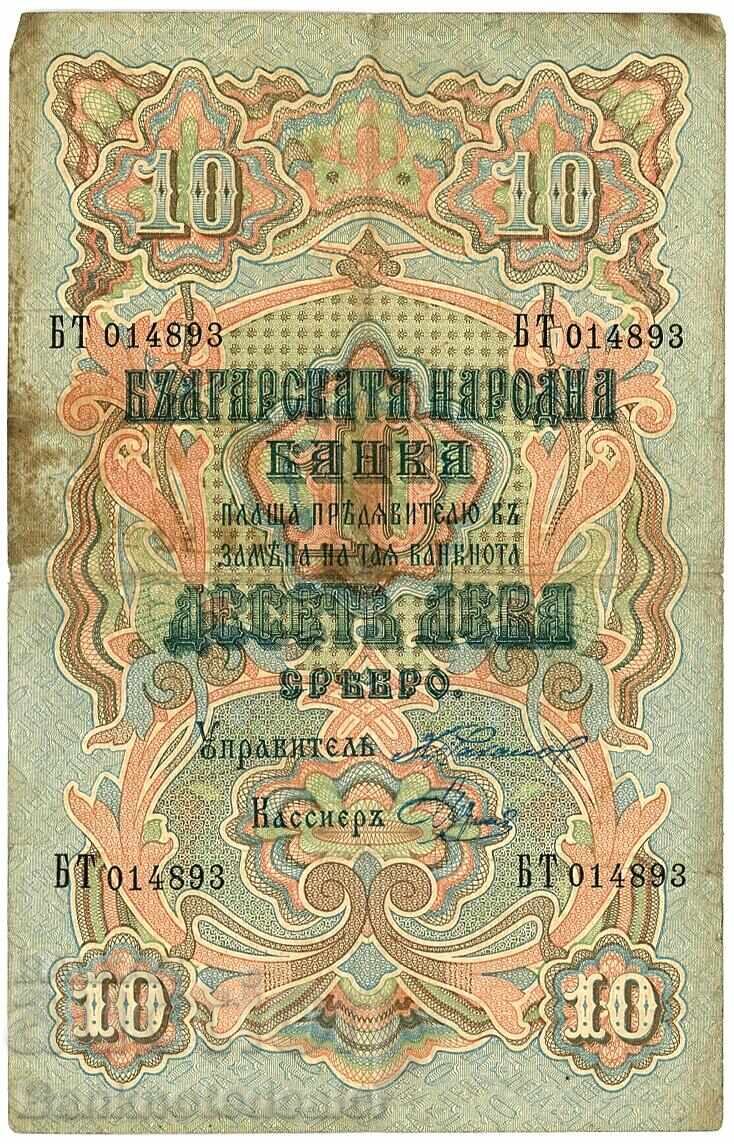 10 10
БТ 014893 БТ 014893
БЪЛГАРСКАТА НАРОДНА
БАНКА
ПЛАЩА ПРѢДЯВИТЕЛЮ ВЪ
ЗАМѢНА НА ТАЯ БАНКНОТА
ДЕСЕТЬ ЛЕВА
СРѢБРО.
Управитель
Кассиеръ
БТ 014893 БТ 014893
10 10